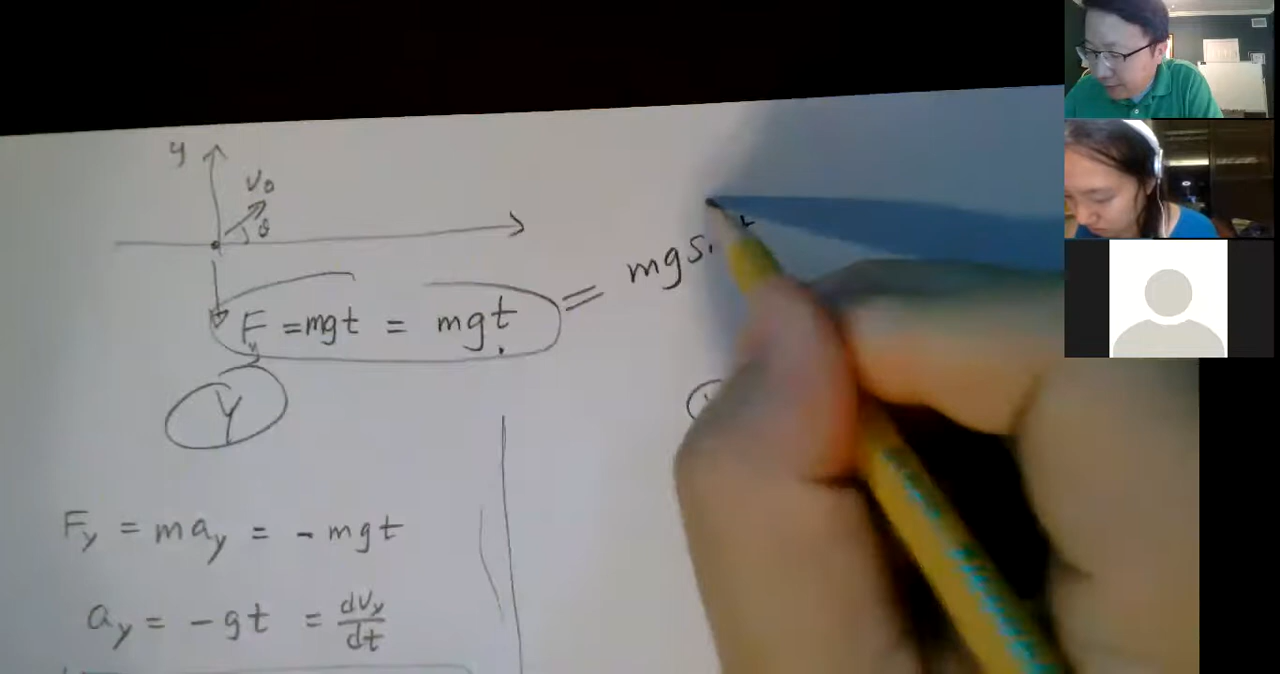 y
v₀
θ
F_y = mgt = mgt = mgs
Y
F_y = ma_y = - mgt
a_y = - gt = dv_y/dt